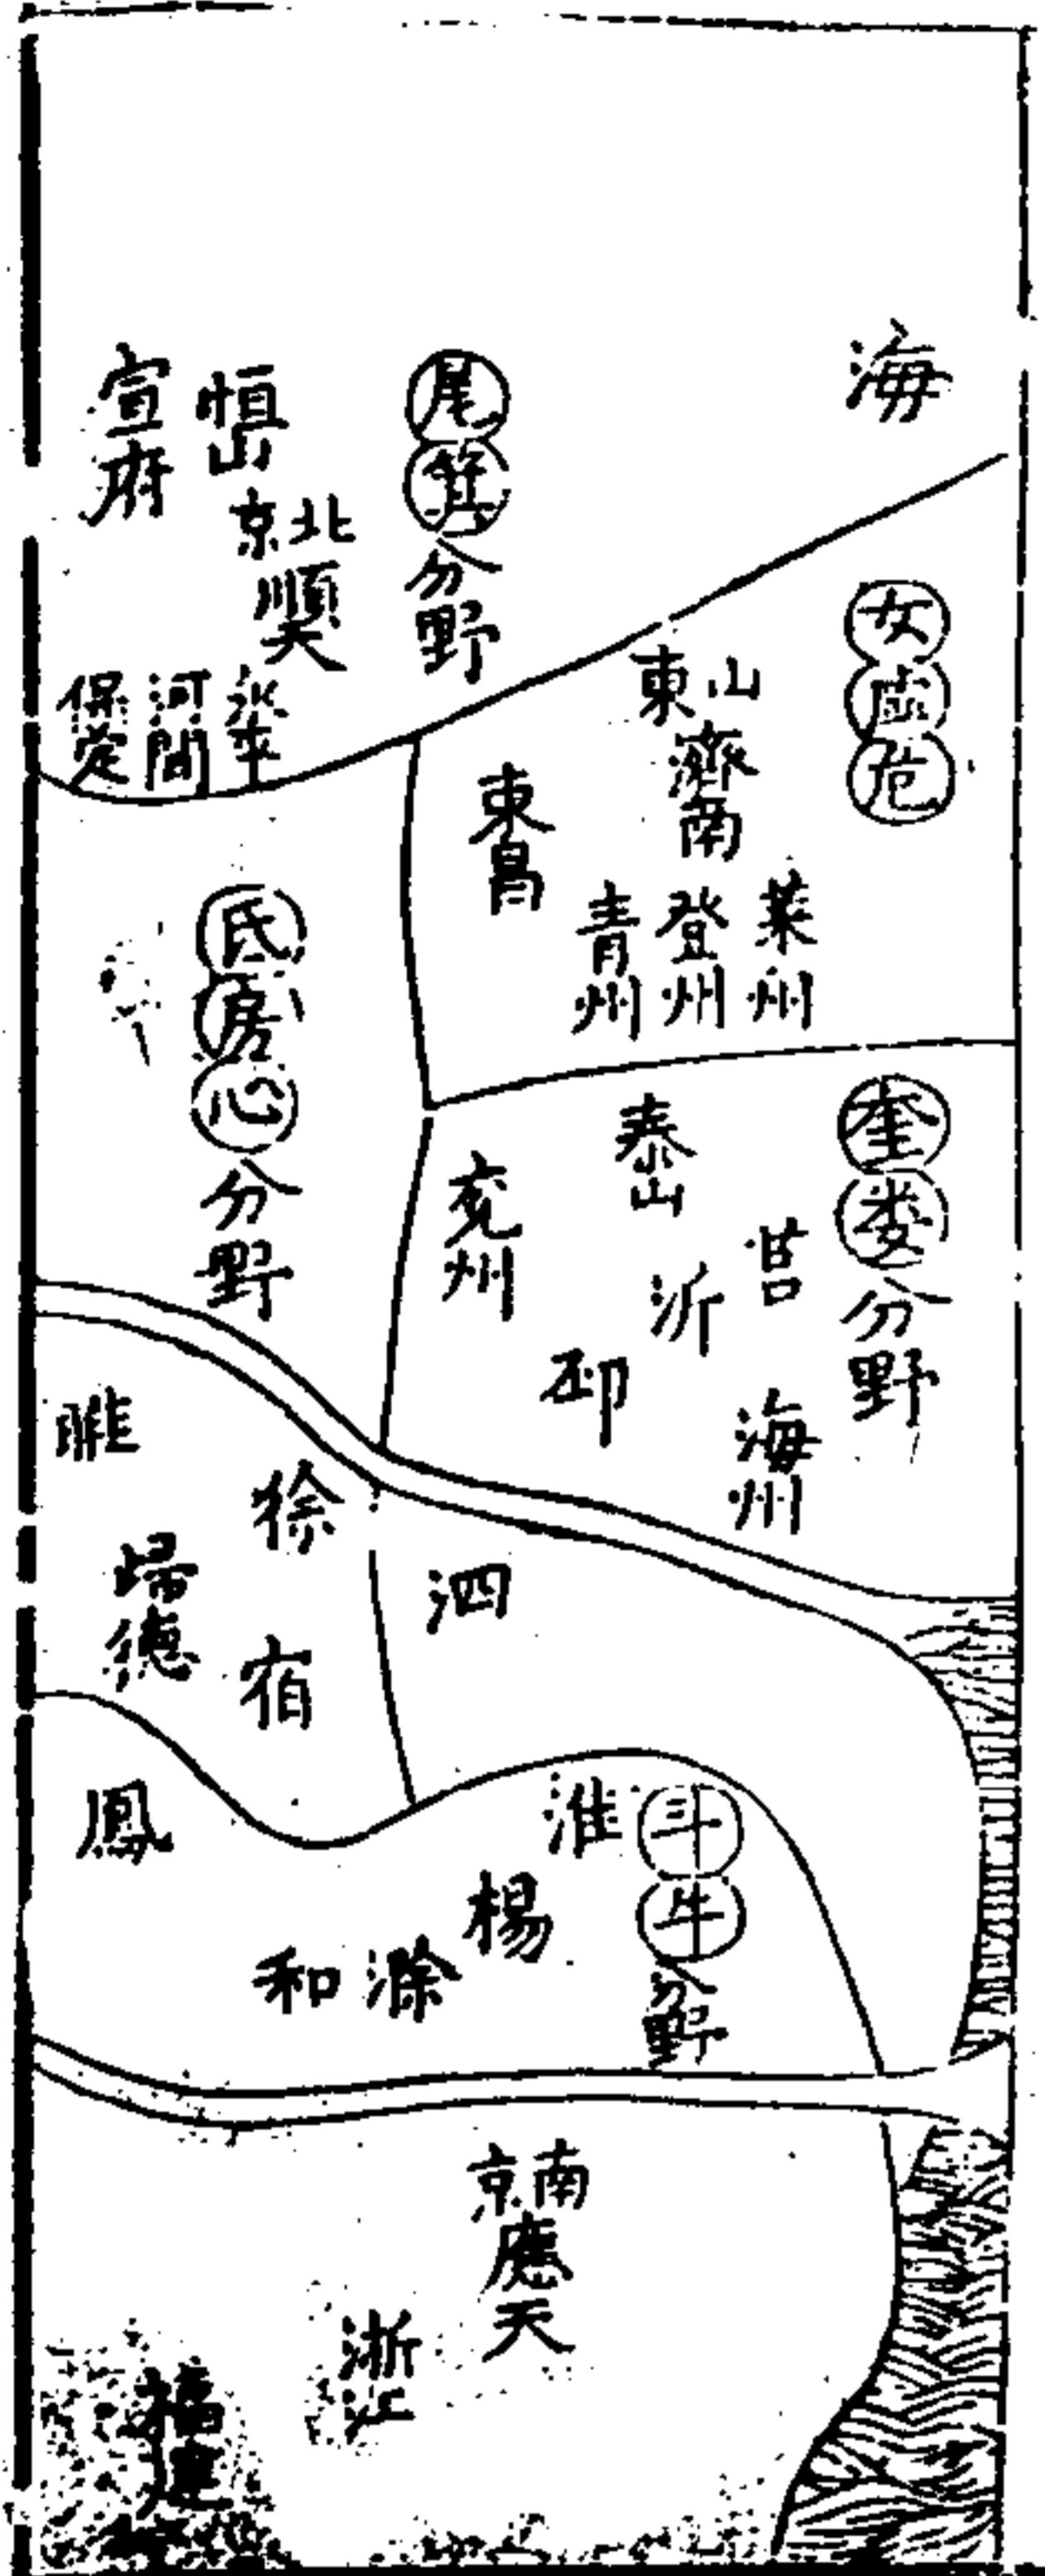 海
尾箕分野
恒山
宣府
北京
順天
永平
河間
保定
女虛危
山東
濟南
萊州
登州
青州
東昌
氐房心分野
奎婁分野
泰山
莒
沂
兗州
邳
海州
睢
徐
泗
歸德
宿
斗牛分野
淮
楊
滁
和
鳳
南京
應天
浙江
福建